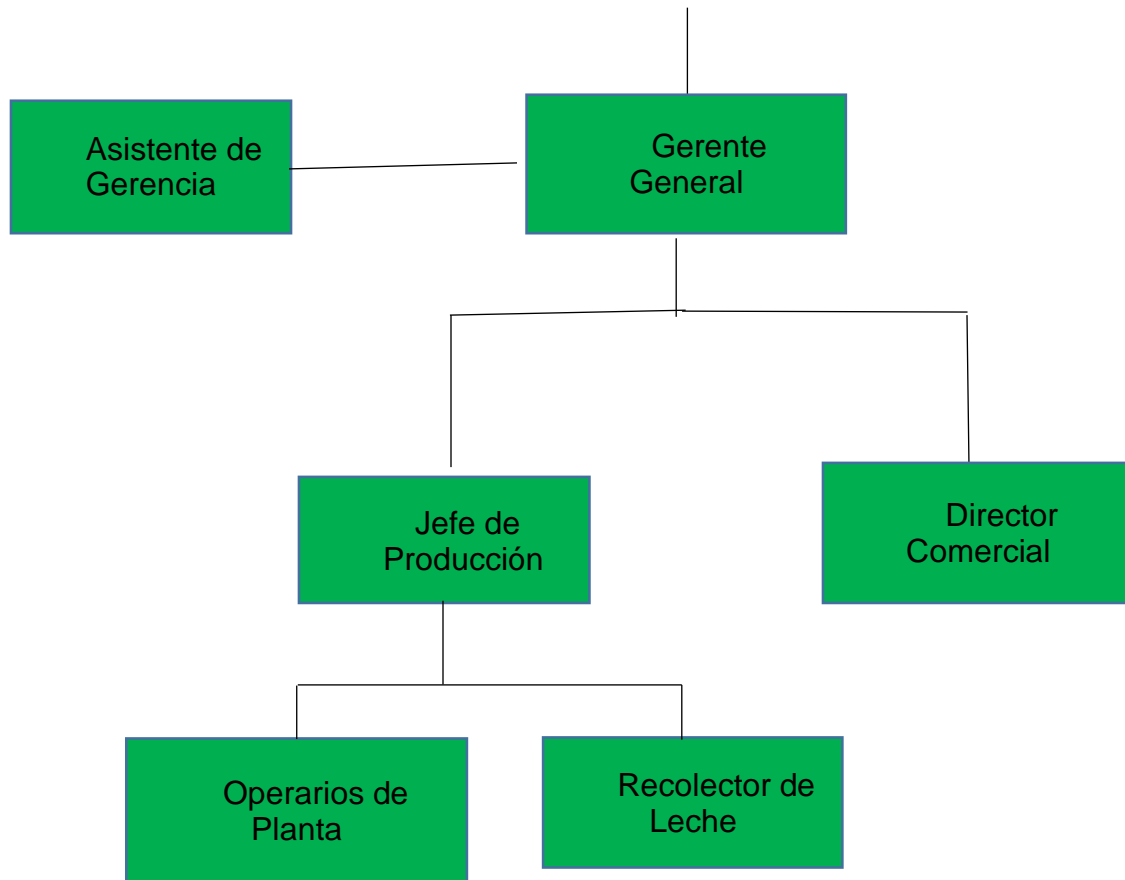 Asistente de
Gerencia
Gerente
General
Jefe de
Producción
Director
Comercial
Operarios de
Planta
Recolector de
Leche